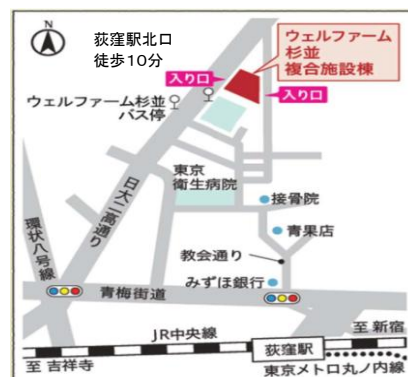 N
荻窪駅北口
徒歩10分
ウェルファーム
杉並
複合施設棟
入り口
入り口
ウェルファーム杉並
バス停
東京
衛生病院
日大二高通り
接骨院
青果店
環状八号線
教会通り
みずほ銀行
青梅街道
JR中央線
至 新宿
荻窪駅
至 吉祥寺
東京メトロ丸ノ内線